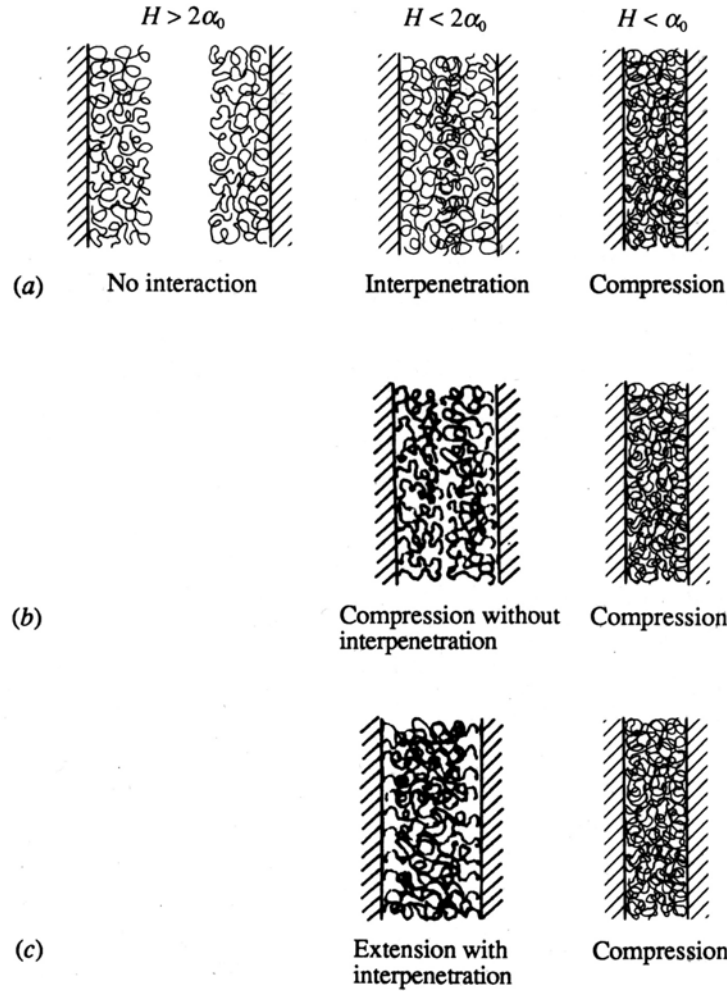 H > 2α₀ H < 2α₀ H < α₀
(a) No interaction Interpenetration Compression
(b) Compression without Compression
interpenetration
(c) Extension with Compression
interpenetration